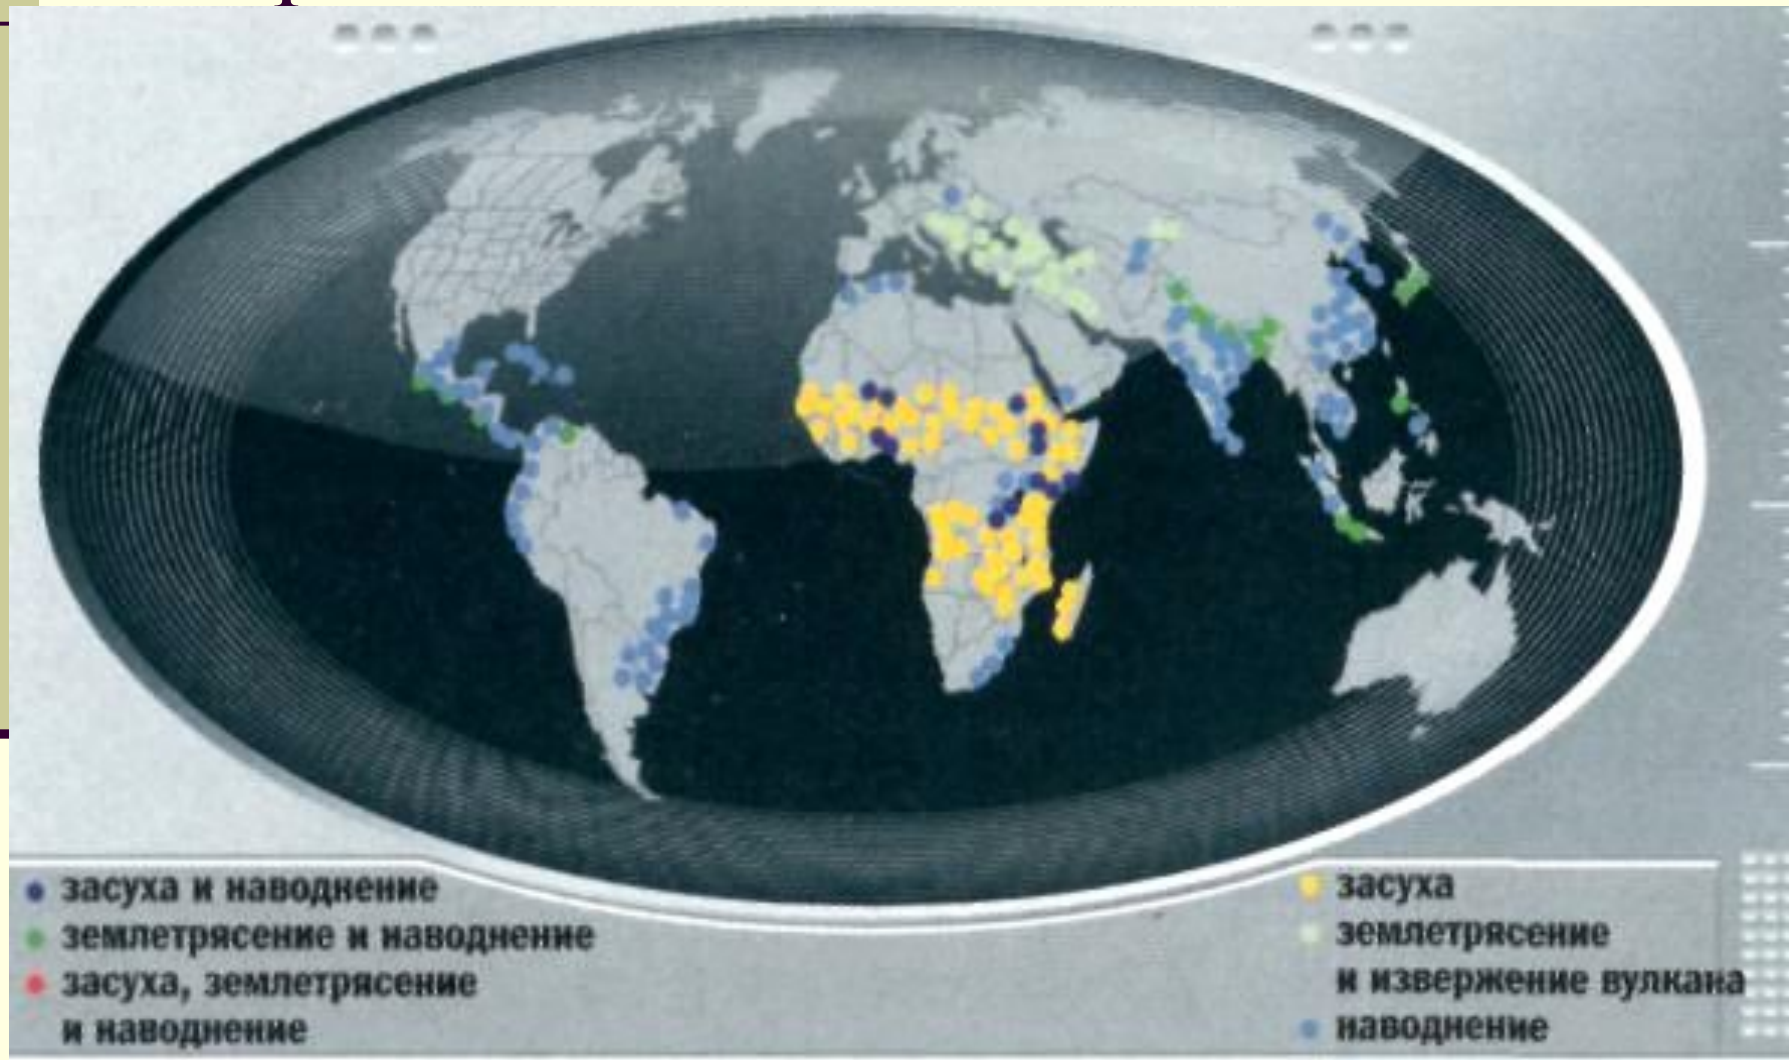 засуха и наводнение
землетрясение и наводнение
засуха, землетрясение
и наводнение
засуха
землетрясение
и извержение вулкана
наводнение